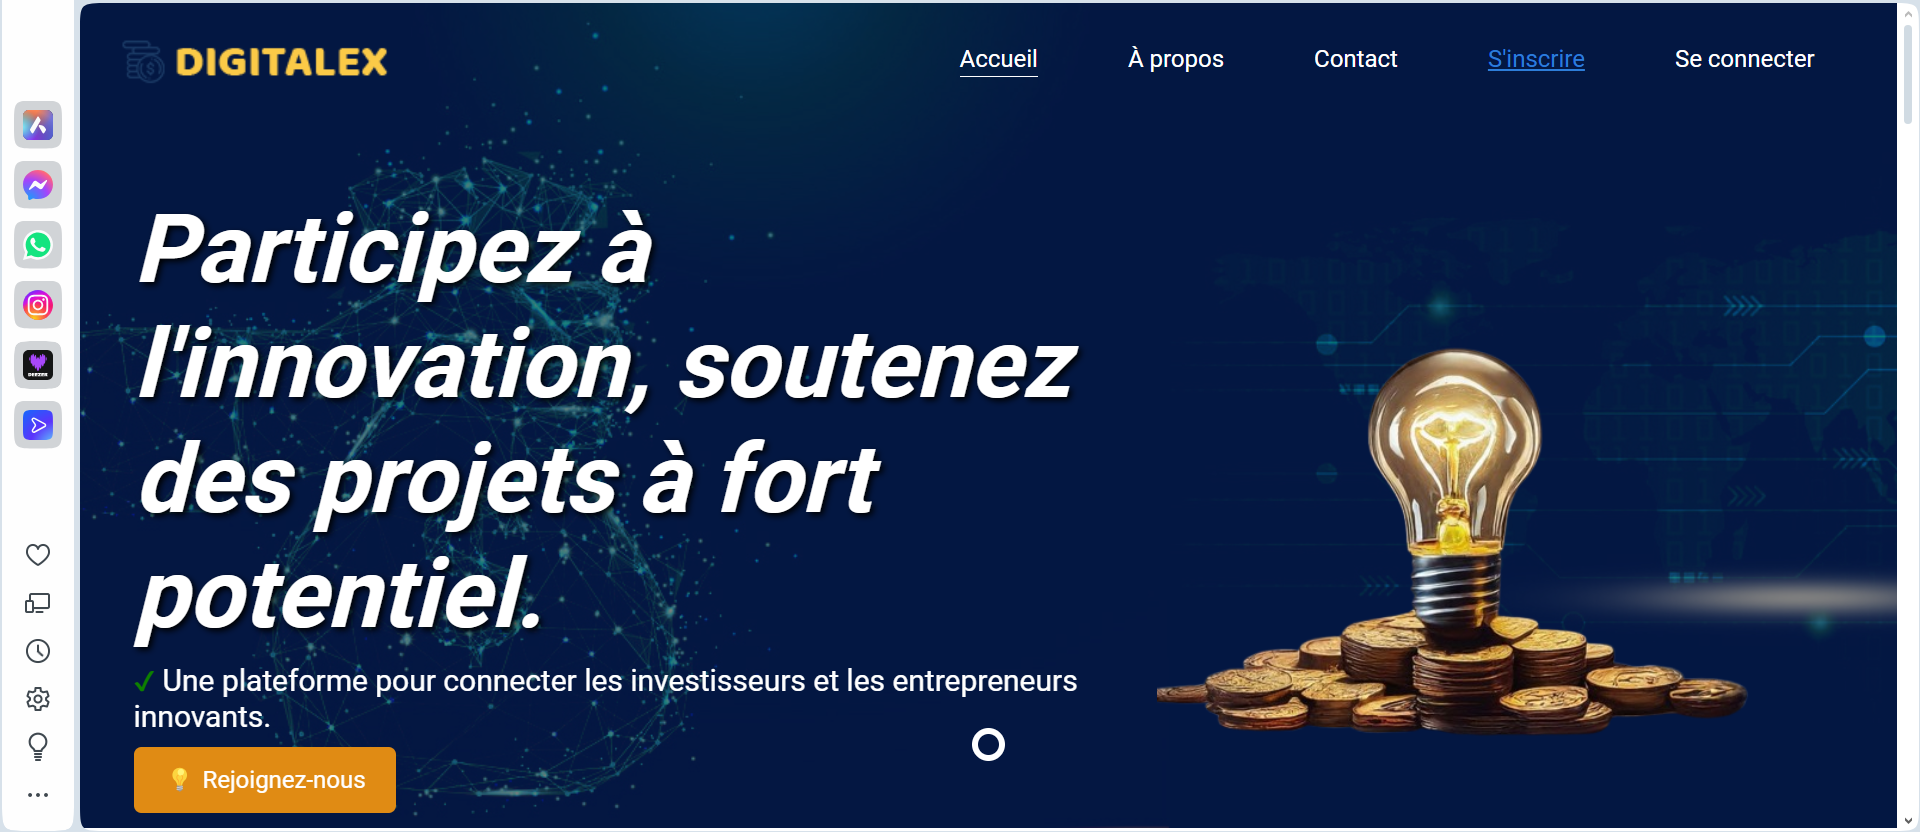 DIGITALEX
Accueil
À propos
Contact
S'inscrire
Se connecter
Participez à
l'innovation, soutenez
des projets à fort
potentiel.
✓ Une plateforme pour connecter les investisseurs et les entrepreneurs
innovants.
💡 Rejoignez-nous
DEEZER